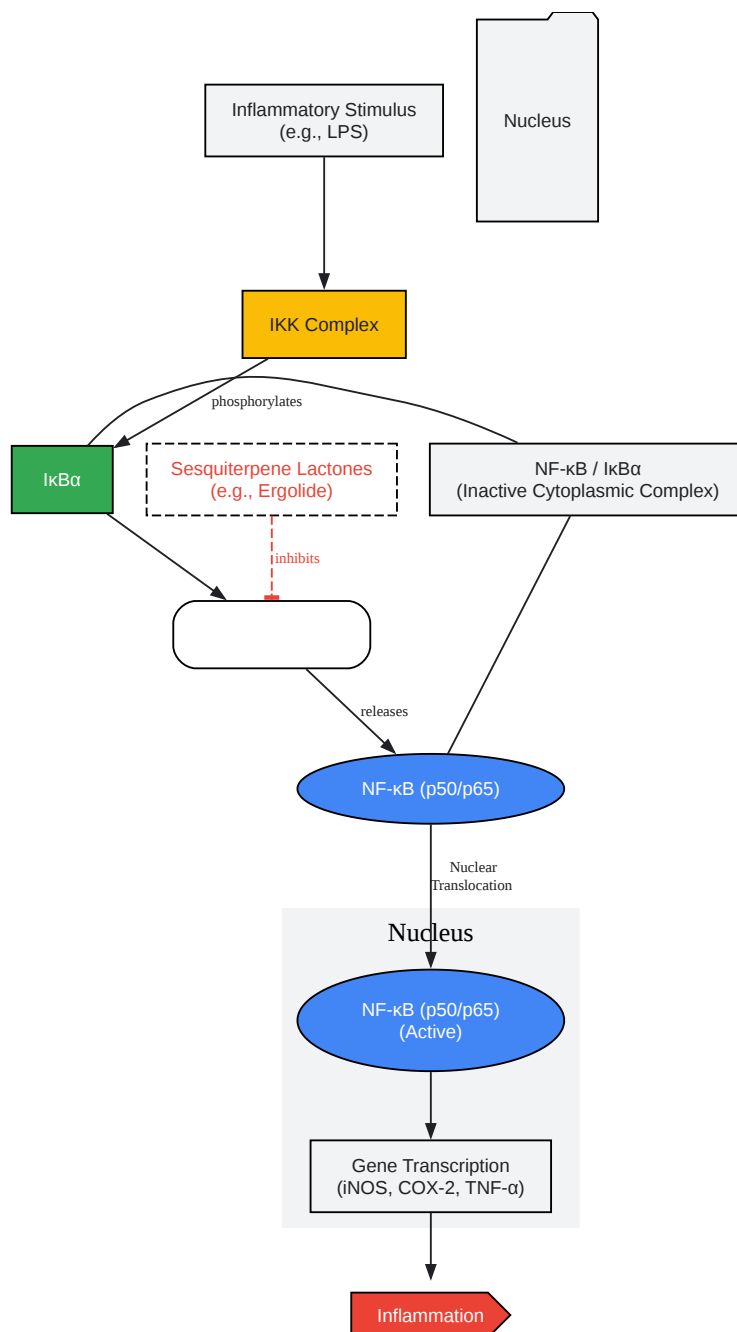 Inflammatory Stimulus
(e.g., LPS)
Nucleus
IKK Complex
phosphorylates
IκBα
Sesquiterpene Lactones
(e.g., Ergolide)
NF-κB / IκBα
(Inactive Cytoplasmic Complex)
inhibits
releases
NF-κB (p50/p65)
Nuclear
Translocation
Nucleus
NF-κB (p50/p65)
(Active)
Gene Transcription
(iNOS, COX-2, TNF-α)
Inflammation